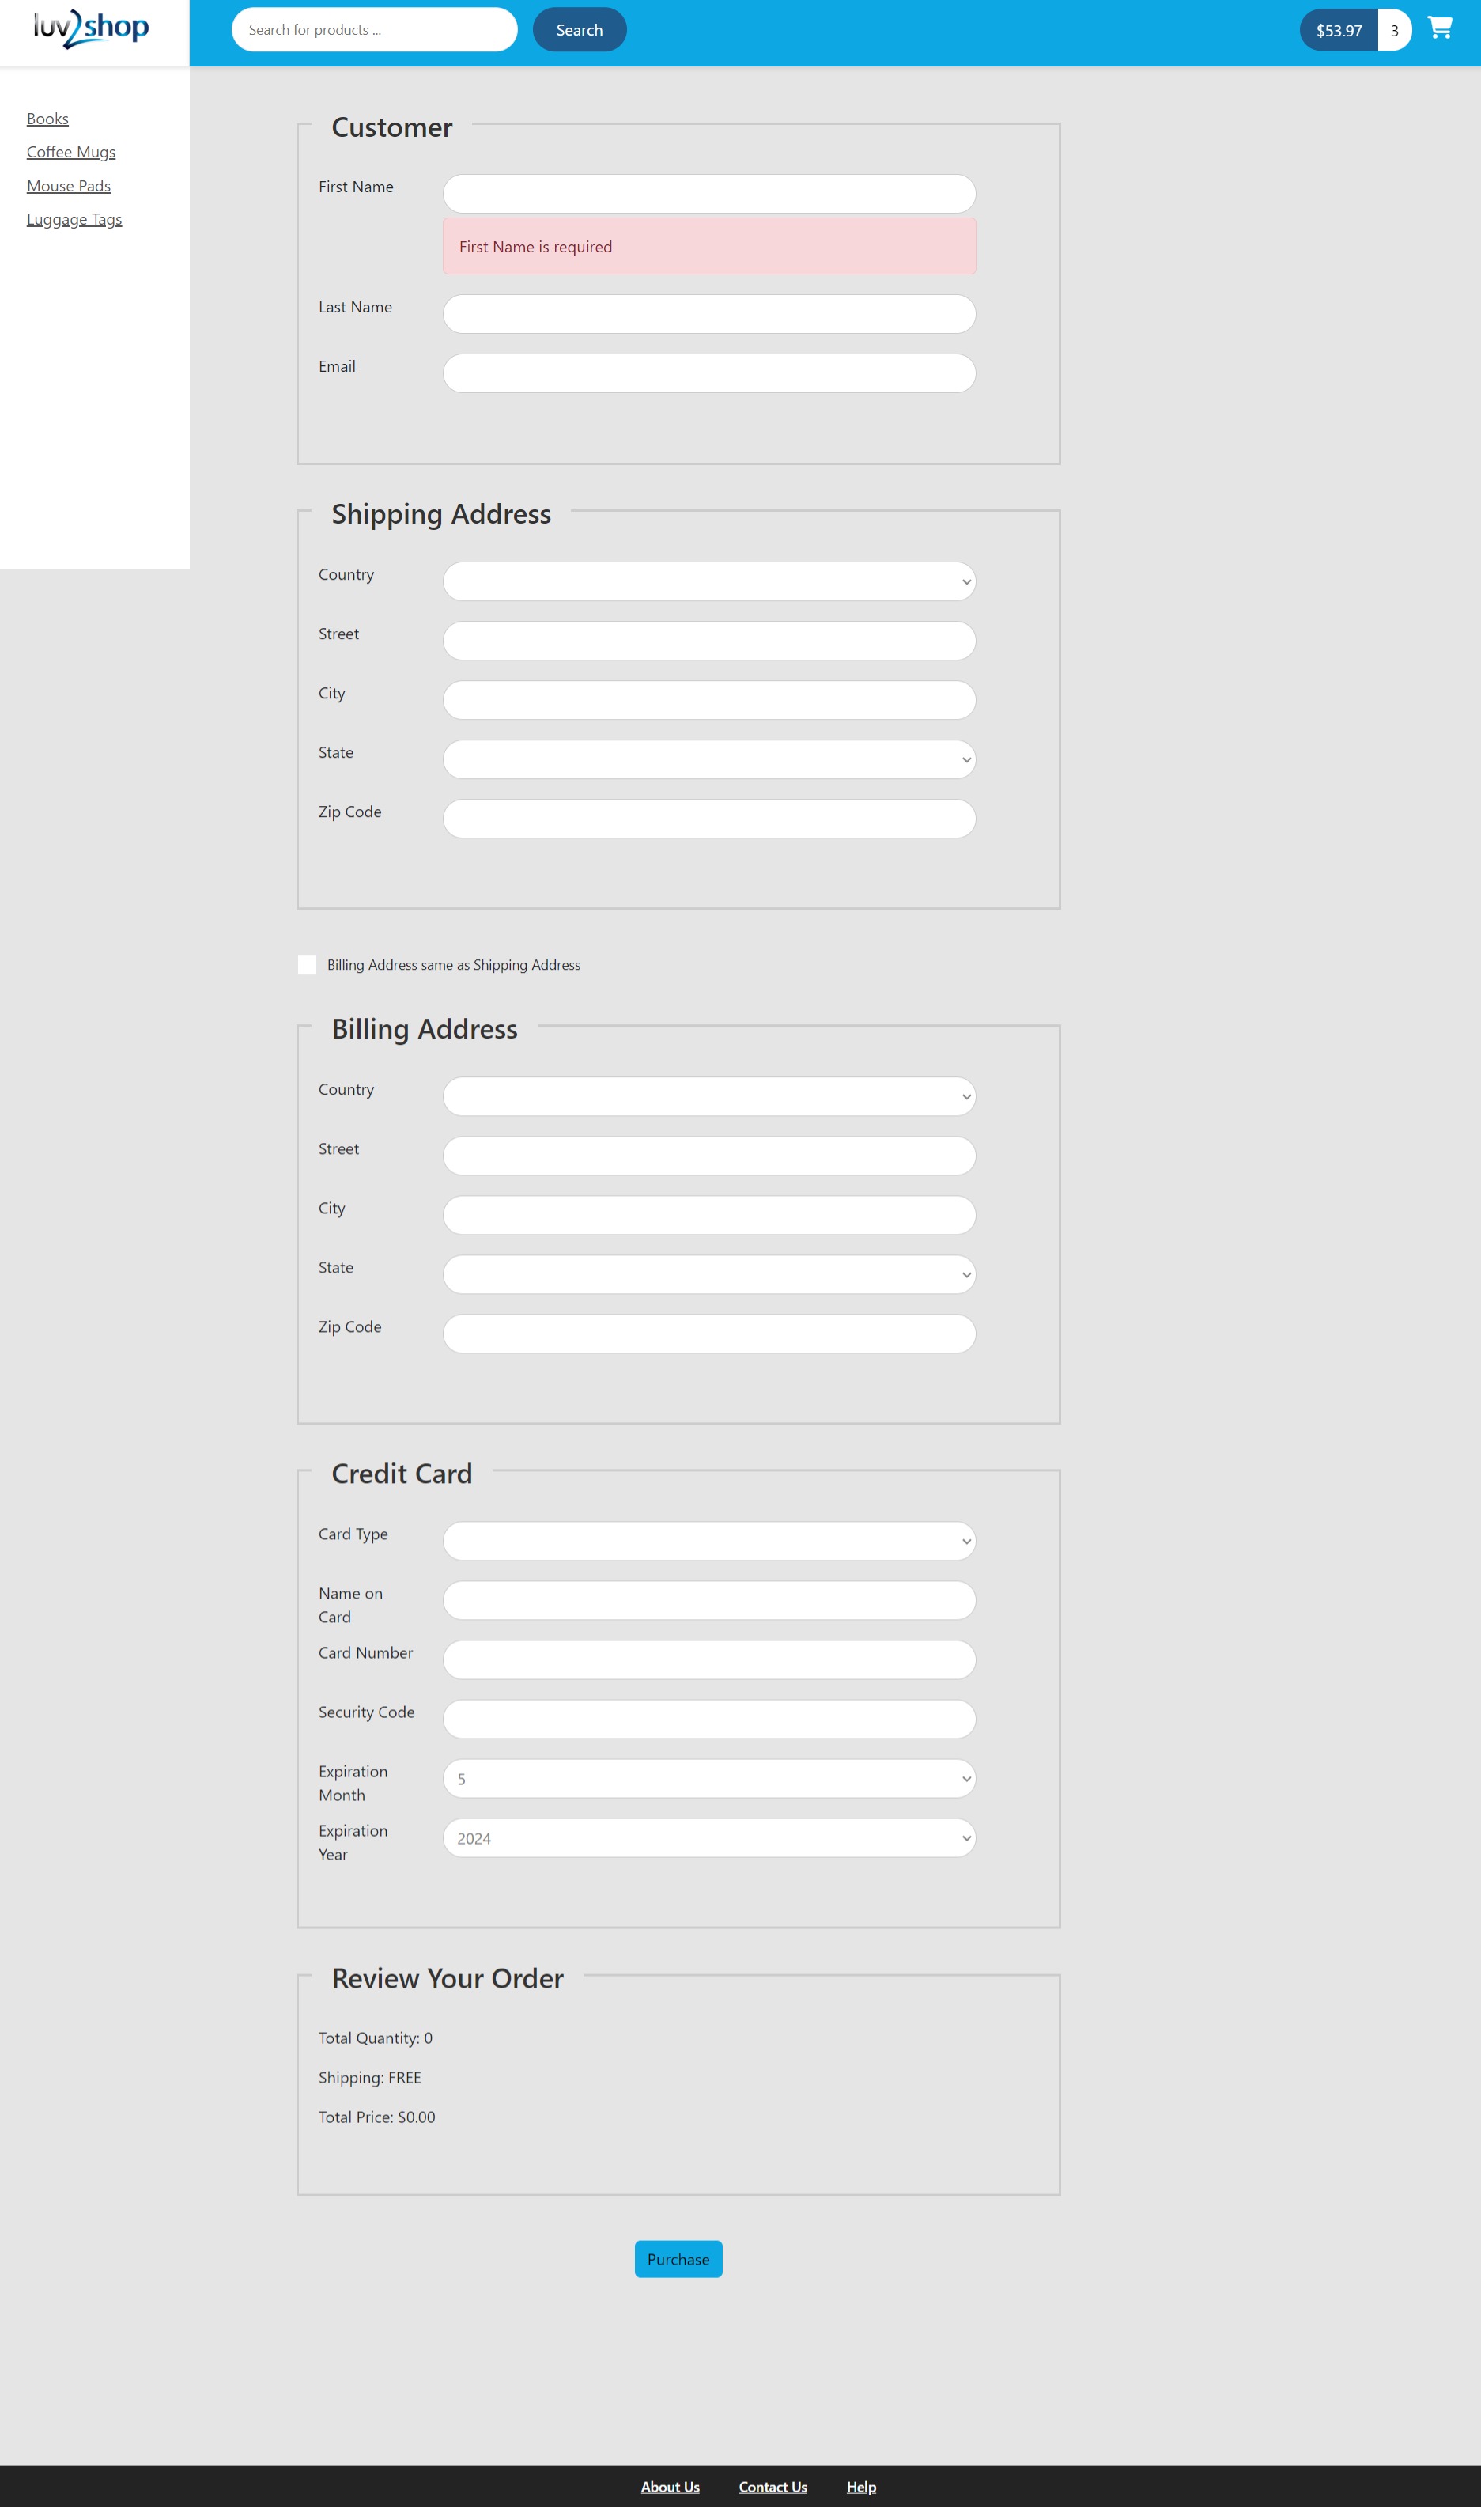 luv2shop
Search for products ...
Search
$53.97
3
Books
Coffee Mugs
Mouse Pads
Luggage Tags
Customer
First Name
First Name is required
Last Name
Email
Shipping Address
Country
Street
City
State
Zip Code
Billing Address same as Shipping Address
Billing Address
Country
Street
City
State
Zip Code
Credit Card
Card Type
Name on
Card
Card Number
Security Code
Expiration
Month
5
Expiration
Year
2024
Review Your Order
Total Quantity: 0
Shipping: FREE
Total Price: $0.00
Purchase
About Us
Contact Us
Help